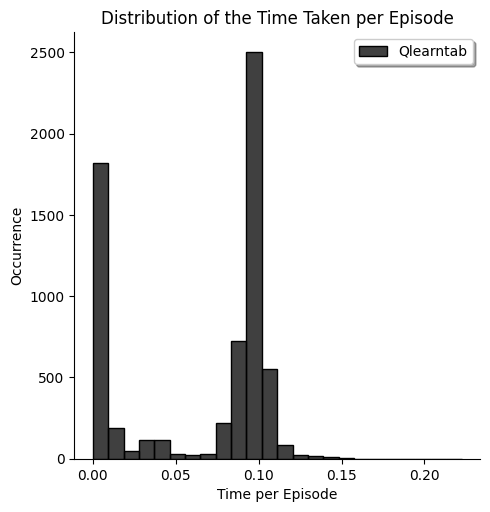 Distribution of the Time Taken per Episode
Qlearntab
2500
2000
1500
1000
500
0
Occurrence
0.00 0.05 0.10 0.15 0.20
Time per Episode